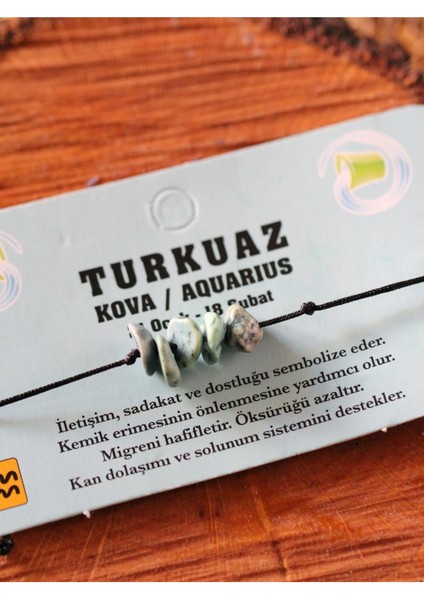 TURKUAZ
KOVA / AQUARIUS
18 Şubat
İletişim, sadakat ve dostluğu sembolize eder.
Kemik erimesinin önlenmesine yardımcı olur.
Migreni hafifletir. Öksürüğü azaltır.
Kan dolaşımı ve solunum sistemini destekler.